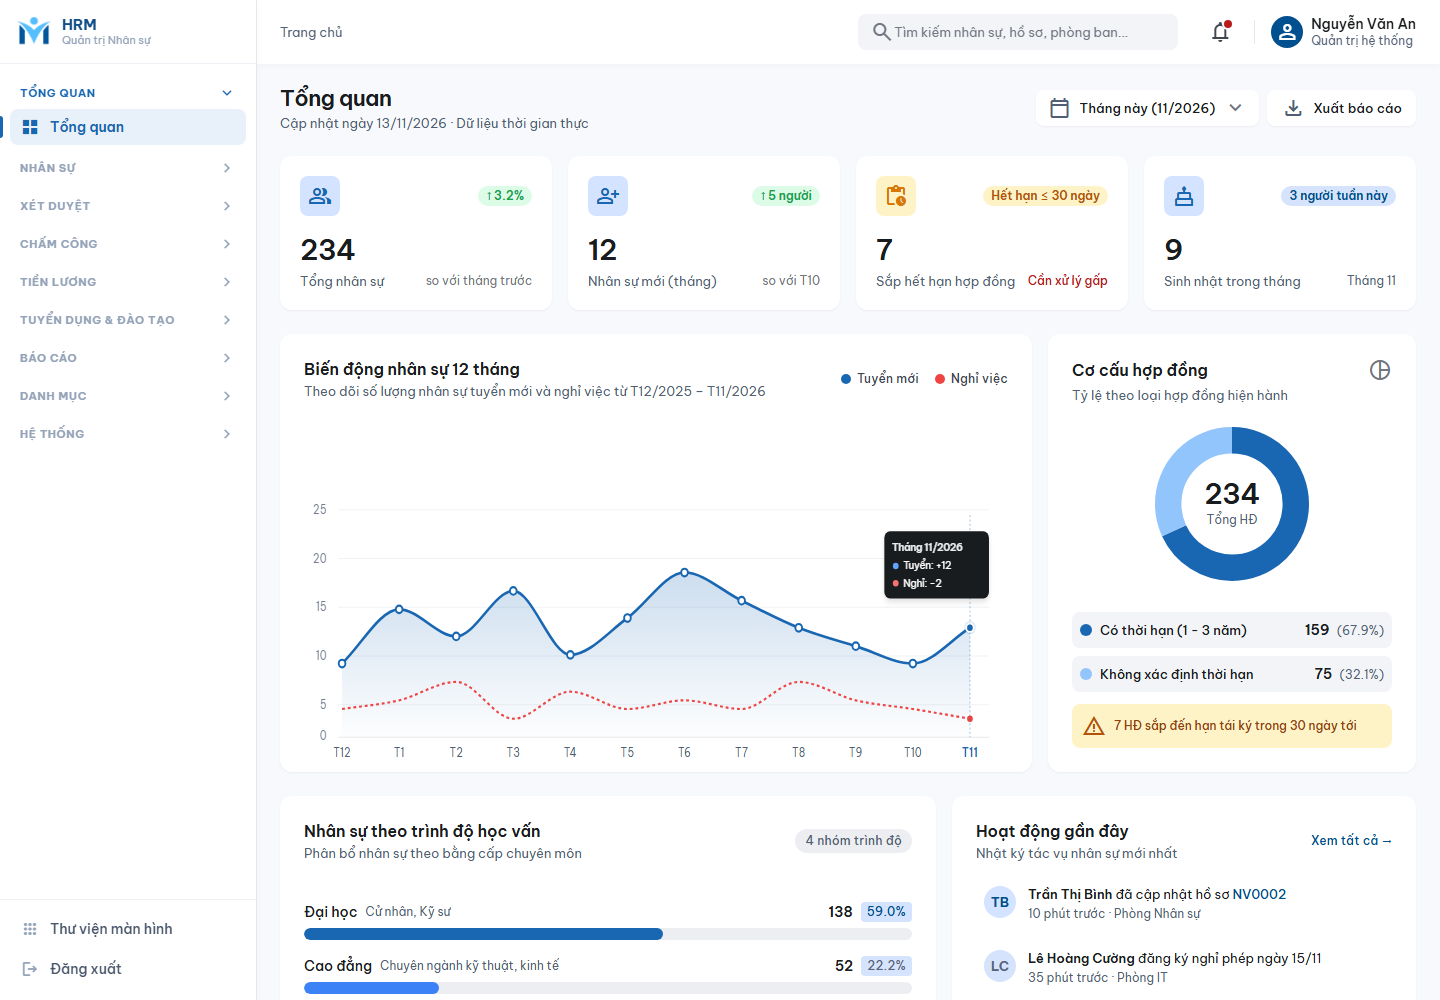 HRM
Quản trị Nhân sự
TỔNG QUAN
Tổng quan
NHÂN SỰ
XÉT DUYỆT
CHẤM CÔNG
TIỀN LƯƠNG
TUYỂN DỤNG & ĐÀO TẠO
BÁO CÁO
DANH MỤC
HỆ THỐNG
Thư viện màn hình
Đăng xuất
Trang chủ
Tìm kiếm nhân sự, hồ sơ, phòng ban...
Nguyễn Văn An
Quản trị hệ thống
Tổng quan
Cập nhật ngày 13/11/2026 · Dữ liệu thời gian thực
Tháng này (11/2026)
Xuất báo cáo
↑ 3.2%
234
Tổng nhân sự
so với tháng trước
↑ 5 người
12
Nhân sự mới (tháng)
so với T10
Hết hạn ≤ 30 ngày
7
Sắp hết hạn hợp đồng
Cần xử lý gấp
3 người tuần này
9
Sinh nhật trong tháng
Tháng 11
Biến động nhân sự 12 tháng
Theo dõi số lượng nhân sự tuyển mới và nghỉ việc từ T12/2025 – T11/2026
Tuyển mới
Nghỉ việc
25
20
15
10
5
0
Tháng 11/2026
Tuyển: +12
Nghỉ: -2
T12 T1 T2 T3 T4 T5 T6 T7 T8 T9 T10 T11
Cơ cấu hợp đồng
Tỷ lệ theo loại hợp đồng hiện hành
234
Tổng HĐ
Có thời hạn (1 - 3 năm) 159 (67.9%)
Không xác định thời hạn 75 (32.1%)
7 HĐ sắp đến hạn tái ký trong 30 ngày tới
Nhân sự theo trình độ học vấn
Phân bổ nhân sự theo bằng cấp chuyên môn
4 nhóm trình độ
Đại học Cử nhân, Kỹ sư 138 59.0%
Cao đẳng Chuyên ngành kỹ thuật, kinh tế 52 22.2%
Hoạt động gần đây
Nhật ký tác vụ nhân sự mới nhất
Xem tất cả →
TB
Trần Thị Bình đã cập nhật hồ sơ NV0002
10 phút trước · Phòng Nhân sự
LC
Lê Hoàng Cường đăng ký nghỉ phép ngày 15/11
35 phút trước · Phòng IT